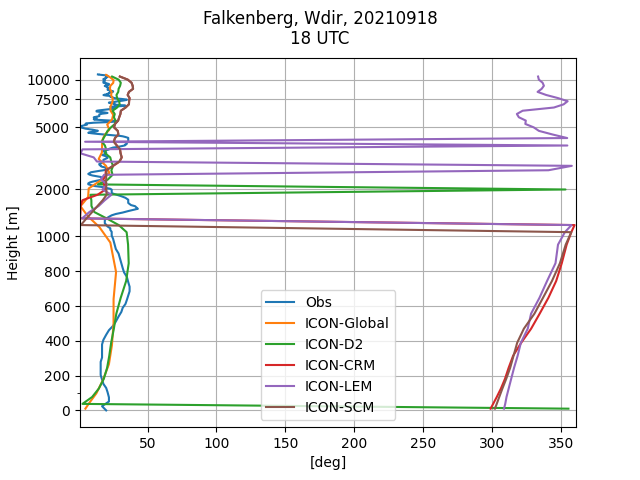 Falkenberg, Wdir, 20210918
18 UTC
Height [m]
10000
7500
5000
2000
1000
800
600
400
200
0
Obs
ICON-Global
ICON-D2
ICON-CRM
ICON-LEM
ICON-SCM
50
100
150
200
250
300
350
[deg]